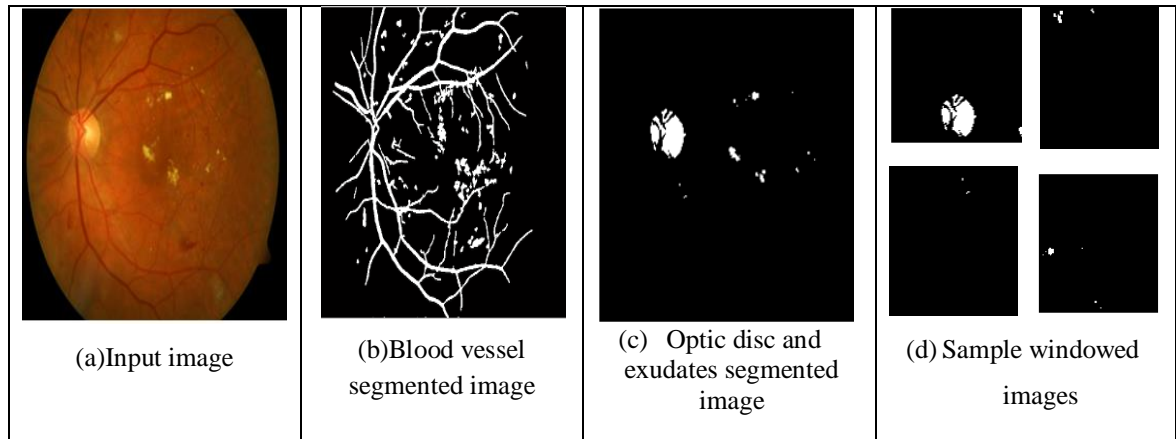 (a)Input image
(b)Blood vessel
segmented image
(c) Optic disc and
exudates segmented
image
(d) Sample windowed
images